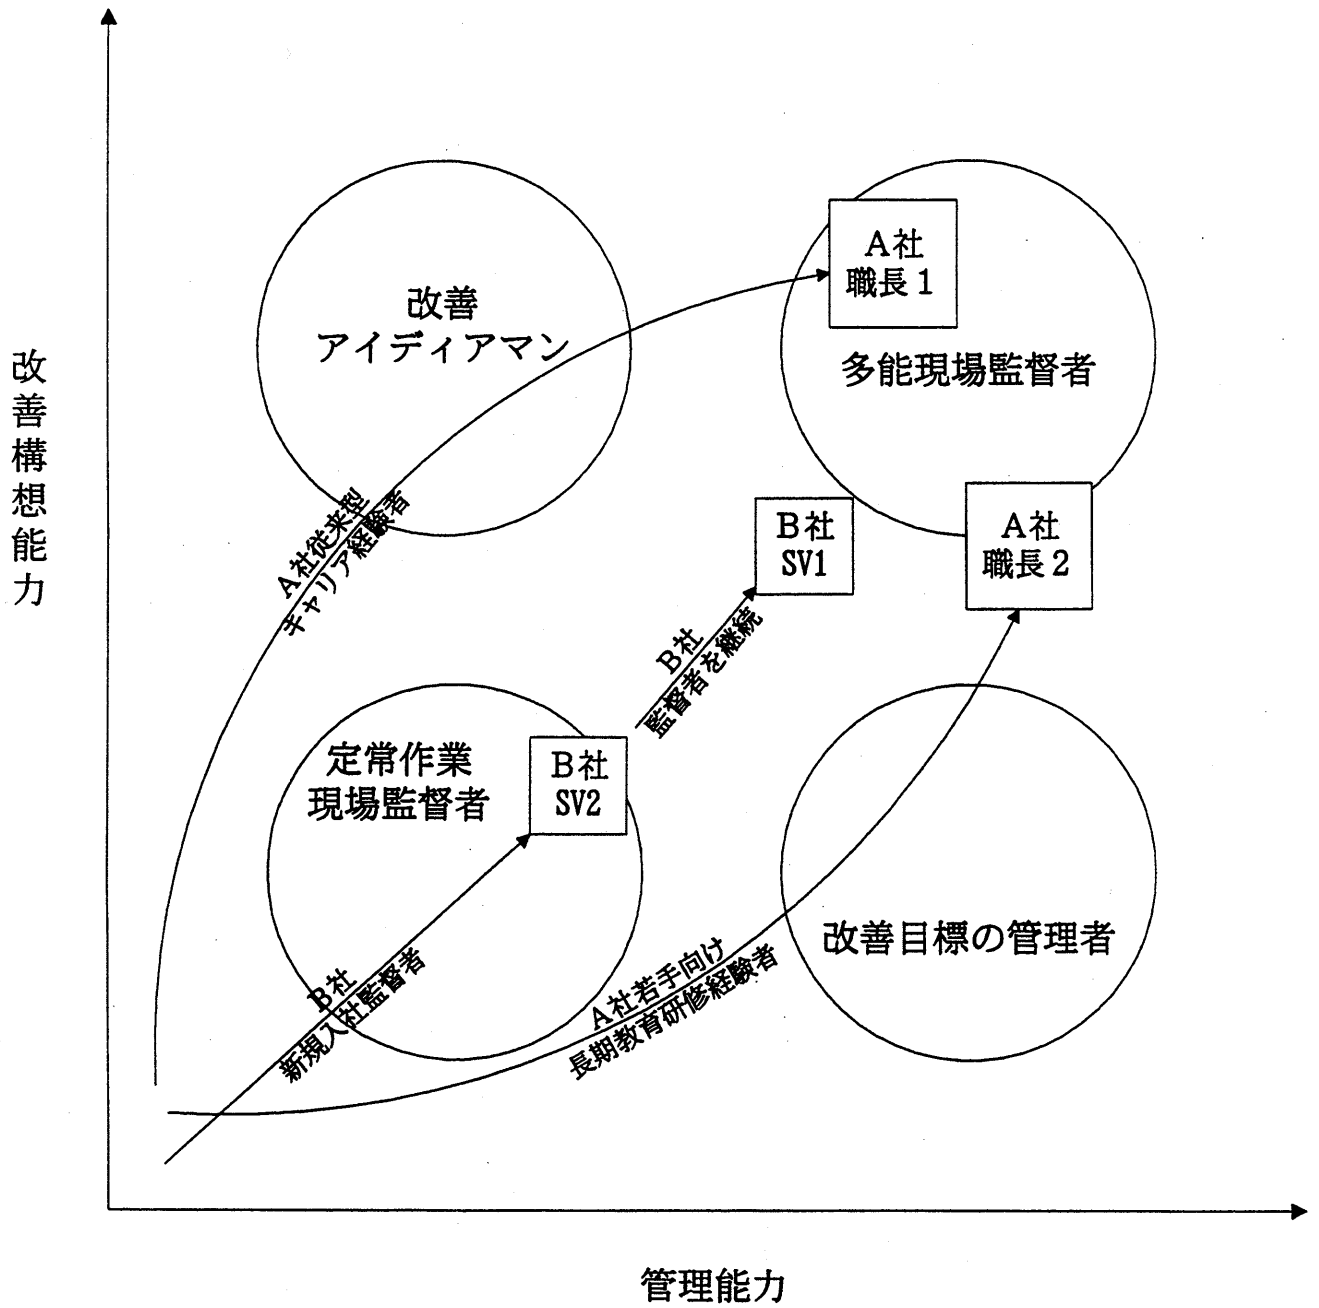 改善
アイディアマン
A社
職長1
多能現場監督者
改善構想能力
A社従来型
キャリア経験者
B社
SV1
A社
職長2
B社
監督者を継続
定常作業
現場監督者
B社
SV2
改善目標の管理者
B社
新規入社監督者
A社若手向け
長期教育研修経験者
管理能力